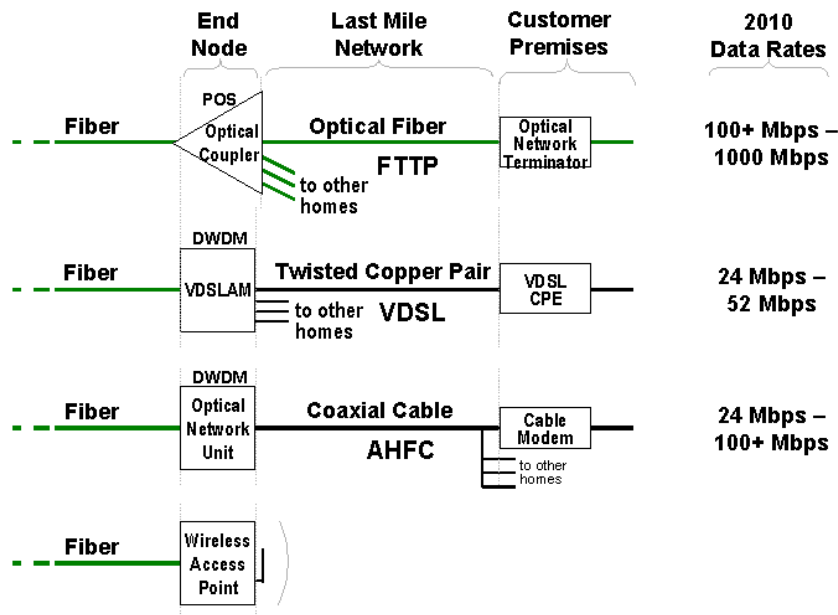 End
Node
Last Mile
Network
Customer
Premises
2010
Data Rates
POS
Fiber
Optical
Coupler
Optical Fiber
FTTP
to other
homes
Optical
Network
Terminator
100+ Mbps –
1000 Mbps
DWDM
Fiber
VDSLAM
Twisted Copper Pair
VDSL
to other
homes
VDSL
CPE
24 Mbps –
52 Mbps
DWDM
Fiber
Optical
Network
Unit
Coaxial Cable
AHFC
Cable
Modem
to other
homes
24 Mbps –
100+ Mbps
Fiber
Wireless
Access
Point